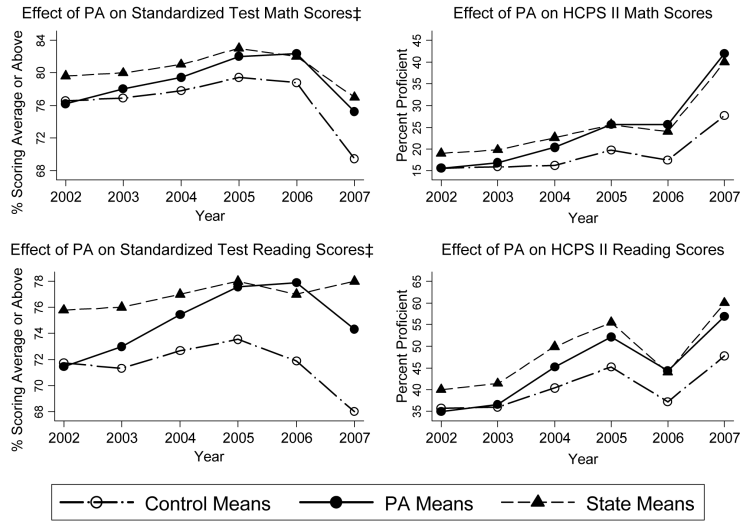 Effect of PA on Standardized Test Math Scores‡
% Scoring Average or Above
84
80
76
72
68
2002 2003 2004 2005 2006 2007
Year
Effect of PA on HCPS II Math Scores
Percent Proficient
45
40
35
30
25
20
15
2002 2003 2004 2005 2006 2007
Year
Effect of PA on Standardized Test Reading Scores‡
% Scoring Average or Above
78
76
74
72
70
68
2002 2003 2004 2005 2006 2007
Year
Effect of PA on HCPS II Reading Scores
Percent Proficient
65
60
55
50
45
40
35
2002 2003 2004 2005 2006 2007
Year
Control Means PA Means State Means